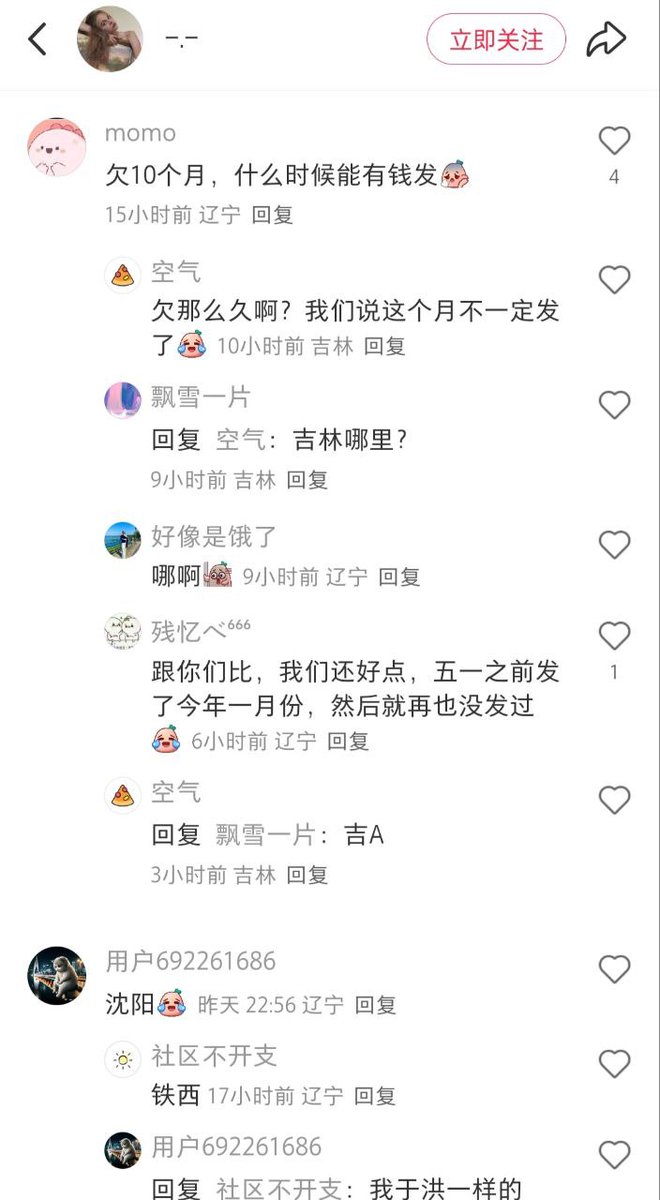 -.-
立即关注
momo
欠10个月，什么时候能有钱发
4
15小时前 辽宁 回复
空气
欠那么久啊？我们说这个月不一定发
了 10小时前 吉林 回复
飘雪一片
回复 空气：吉林哪里？
9小时前 吉林 回复
好像是饿了
哪啊 9小时前 辽宁 回复
残忆べ⁶⁶⁶
跟你们比，我们还好点，五一之前发
1
了今年一月份，然后就再也没发过
6小时前 辽宁 回复
空气
回复 飘雪一片：吉A
3小时前 吉林 回复
用户692261686
沈阳 昨天 22:56 辽宁 回复
社区不开支
铁西 17小时前 辽宁 回复
用户692261686
回复 社区不开支：我于洪一样的